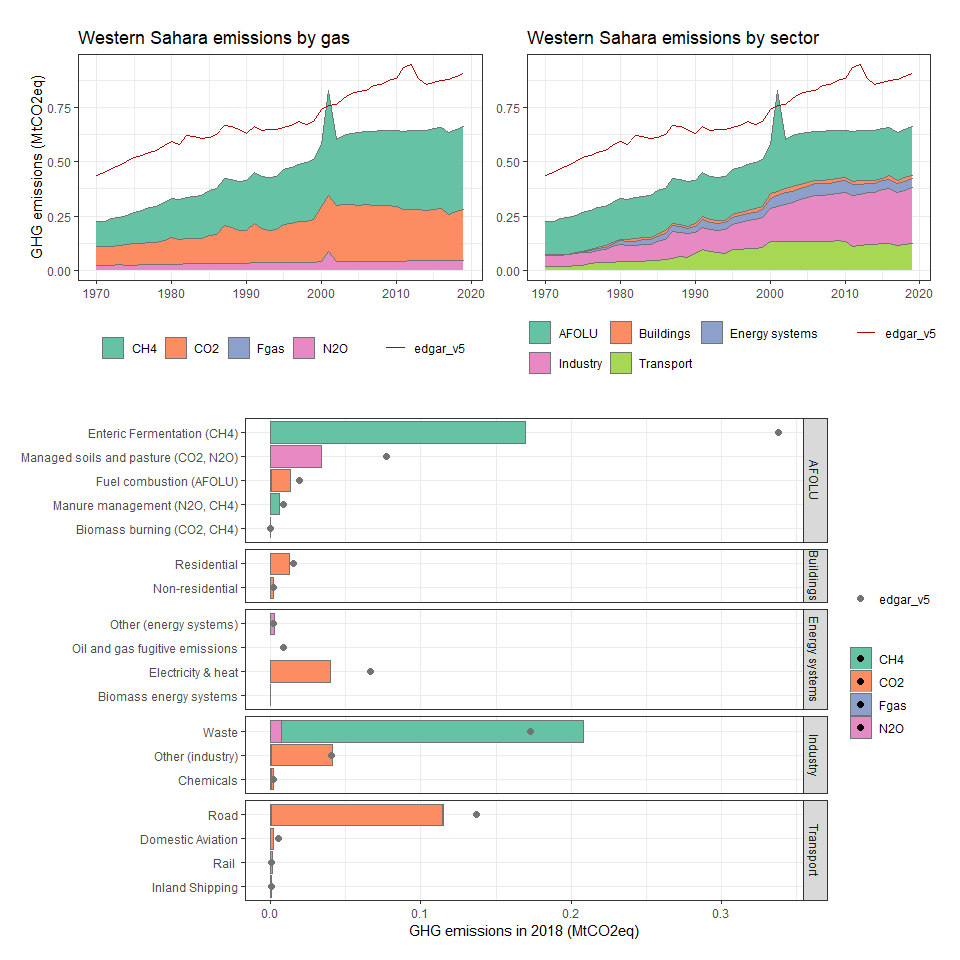 Western Sahara emissions by gas
Western Sahara emissions by sector
GHG emissions (MtCO2eq)
0.75
0.50
0.25
0.00
0.75
0.50
0.25
0.00
1970 1980 1990 2000 2010 2020
1970 1980 1990 2000 2010 2020
CH4 CO2 Fgas N2O edgar_v5
AFOLU Buildings Energy systems edgar_v5
Industry Transport
Enteric Fermentation (CH4)
Managed soils and pasture (CO2, N2O)
Fuel combustion (AFOLU)
Manure management (N2O, CH4)
Biomass burning (CO2, CH4)
AFOLU
Residential
Non-residential
Buildings
Other (energy systems)
Oil and gas fugitive emissions
Electricity & heat
Biomass energy systems
Energy systems
Waste
Other (industry)
Chemicals
Industry
Road
Domestic Aviation
Rail
Inland Shipping
Transport
0.0 0.1 0.2 0.3
GHG emissions in 2018 (MtCO2eq)
edgar_v5
CH4
CO2
Fgas
N2O